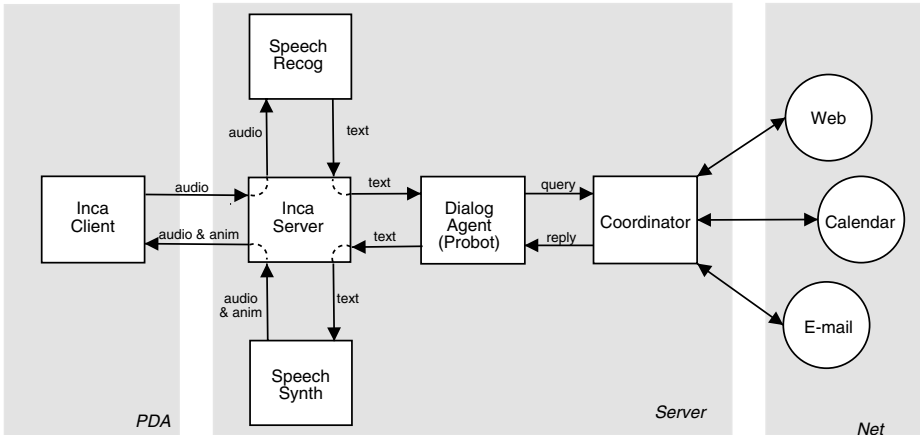 Speech
Recog
audio
text
Web
Inca
Client
audio
audio & anim
Inca
Server
text
text
Dialog
Agent
(Probot)
query
reply
Coordinator
Calendar
audio
& anim
text
E-mail
Speech
Synth
PDA
Server
Net